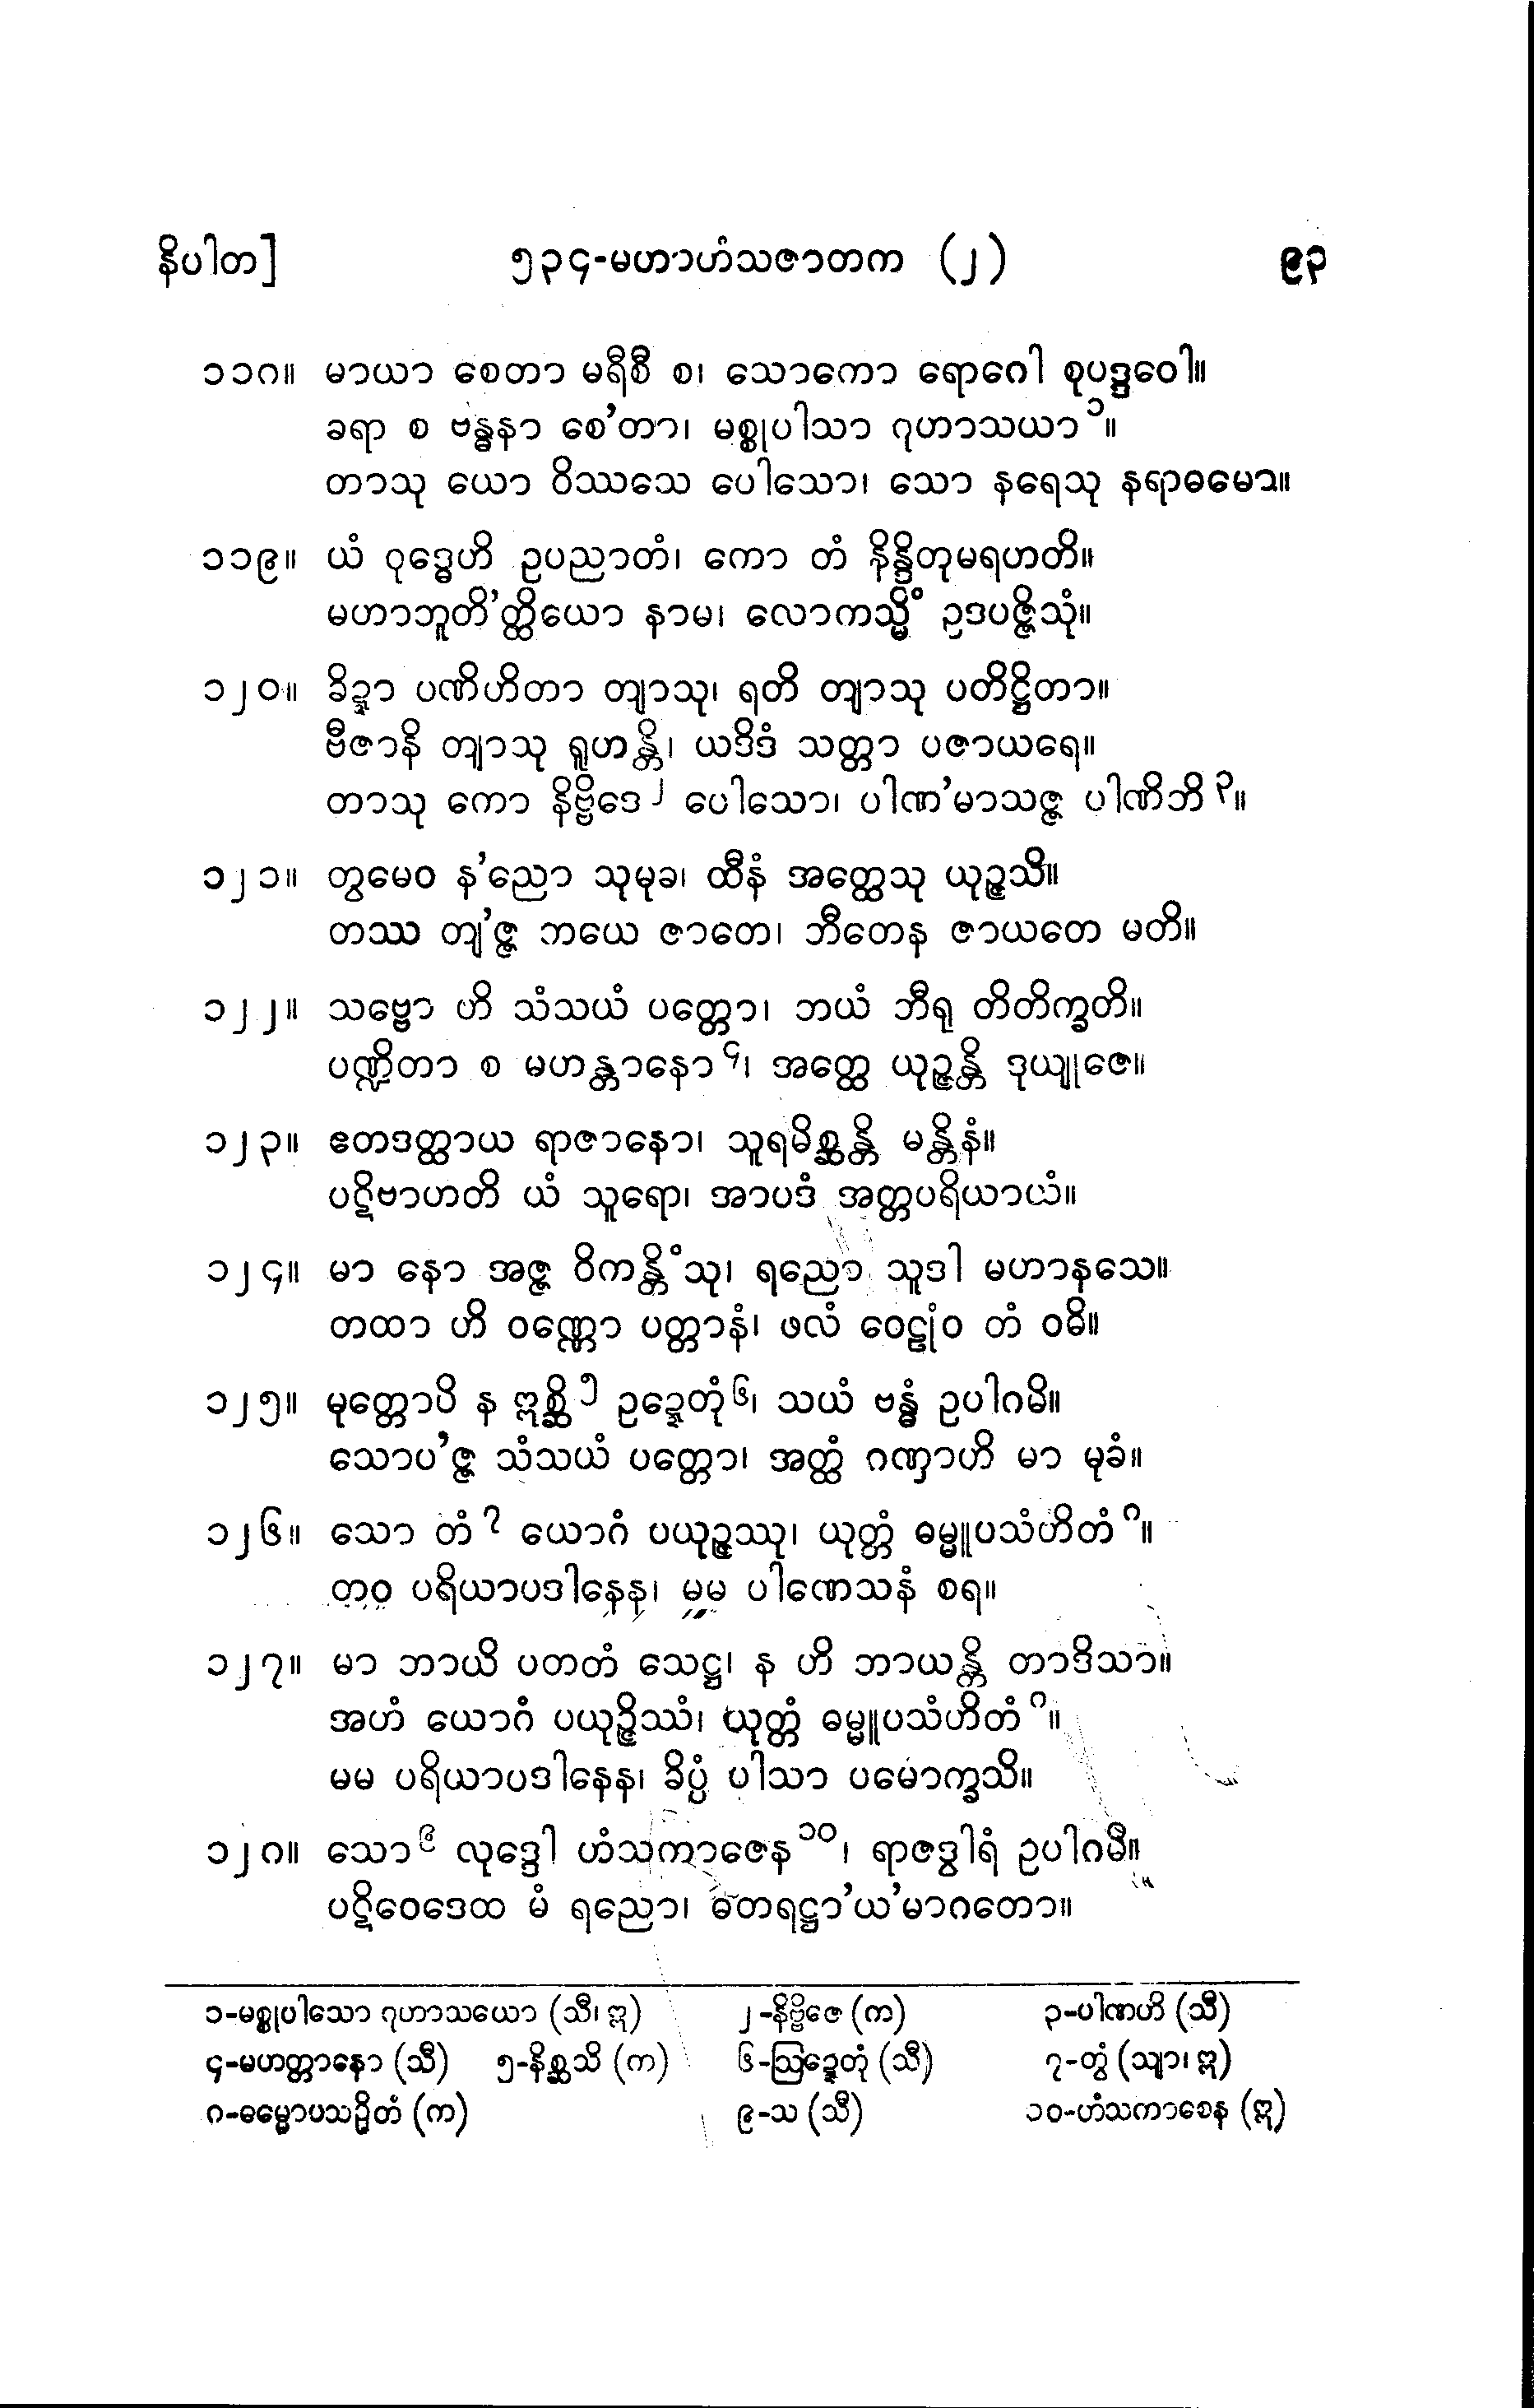 နိပါတ] ၅၃၄-မဟာဟံသဇာတက (၂) ၉၃
၁၁၈။ မာယာ စေတာ မရီစီ စ၊ သောကော ရောဂေါ စုပဒ္ဒဝေါ။
ခရာ စ ဗန္ဓနာ စေ'တာ၊ မစ္စုပါသာ ဂုဟာသယာ ၁။
တာသု ယော ဝိဿသေ ပေါသော၊ သော နရေသု နရာဓမော။
၁၁၉။ ယံ ဝုဒ္ဓေဟိ ဥပညာတံ၊ ကော တံ နိန္ဒိတုမရဟတိ။
မဟာဘူတိ'တ္ထိယော နာမ၊ လောကသ္မိံ ဥဒပဇ္ဇိသုံ။
၁၂၀။ ခိဍ္ဍာ ပဏိဟိတာ တျာသု၊ ရတိ တျာသု ပတိဋ္ဌိတာ။
ဗီဇာနိ တျာသု ရူဟန္တိ၊ ယဒိဒံ သတ္တာ ပဇာယရေ။
တာသု ကော နိဗ္ဗိဒေ ၂ ပေါသော၊ ပါဏ'မာသဇ္ဇ ပါဏိဘိ ၃။
၁၂၁။ တွမေဝ န'ညော သုမုခ၊ ထီနံ အတ္ထေသု ယုဉ္ဇသိ။
တဿ တျ'ဇ္ဇ ဘယေ ဇာတေ၊ ဘီတေန ဇာယတေ မတိ။
၁၂၂။ သဗ္ဗော ဟိ သံသယံ ပတ္တော၊ ဘယံ ဘီရု တိတိက္ခတိ။
ပဏ္ဍိတာ စ မဟန္တာနော ၄၊ အတ္ထေ ယုဉ္ဇန္တိ ဒုယျုဇေ။
၁၂၃။ ဧတဒတ္ထာယ ရာဇာနော၊ သူရမိစ္ဆန္တိ မန္တိနံ။
ပဋိဗာဟတိ ယံ သူရော၊ အာပဒံ အတ္တပရိယာယံ။
၁၂၄။ မာ နော အဇ္ဇ ဝိကန္တိံသု၊ ရညော သူဒါ မဟာနသေ။
တထာ ဟိ ဝဏ္ဏော ပတ္တာနံ၊ ဖလံ ဝေဠုံဝ တံ ဝဓိ။
၁၂၅။ မုတ္တောပိ န ဣစ္ဆိ ၅ ဥဍ္ဍေတုံ ၆၊ သယံ ဗန္ဓံ ဥပါဂမိ။
သောပ'ဇ္ဇ သံသယံ ပတ္တော၊ အတ္ထံ ဂဏှာဟိ မာ မုခံ။
၁၂၆။ သော တံ ၇ ယောဂံ ပယုဉ္ဇဿု၊ ယုတ္တံ ဓမ္မူပသံဟိတံ ၈။
တဝ ပရိယာပဒါနေန၊ မမ ပါဏေသနံ စရ။
၁၂၇။ မာ ဘာယိ ပတတံ သေဋ္ဌ၊ န ဟိ ဘာယန္တိ တာဒိသာ။
အဟံ ယောဂံ ပယုဉ္ဇိဿံ၊ ယုတ္တံ ဓမ္မူပသံဟိတံ ၈။
မမ ပရိယာပဒါနေန၊ ခိပ္ပံ ပါသာ ပမောက္ခသိ။
၁၂၈။ သော ၉ လုဒ္ဒေါ ဟံသကာဇေန ၁၀၊ ရာဇဒွါရံ ဥပါဂမိ။
ပဋိဝေဒေထ မံ ရညော၊ ဓတရဋ္ဌာ'ယ'မာဂတော။
၁-မစ္စုပါသော ဂုဟာသယော (သီ၊ ဣ) ၂-နိဗ္ဗိဇေ (က) ၃-ပါဏဟိ (သီ)
၄-မဟတ္တာနော (သီ) ၅-နိစ္ဆသိ (က) ၆-ဩဍ္ဍေတုံ (သီ) ၇-တွံ (သျာ၊ ဣ)
၈-ဓမ္မောပသဉှိတံ (က) ၉-သ (သီ) ၁၀-ဟံသကာစေန (ဣ)